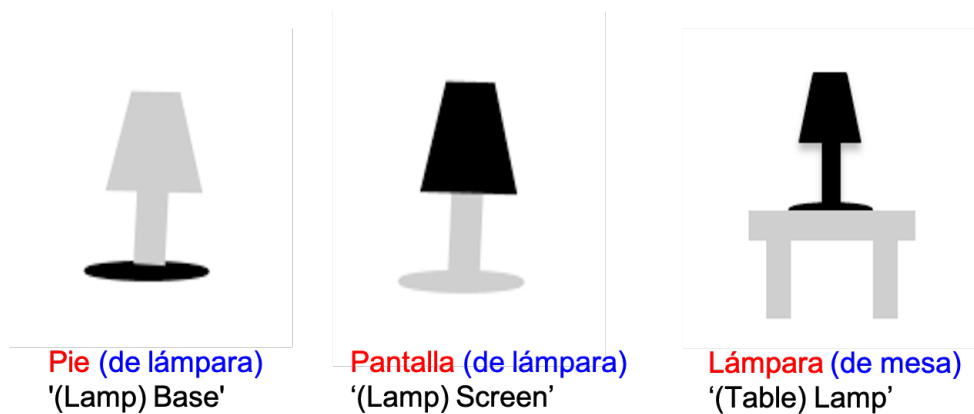 Pie (de lámpara)
'(Lamp) Base'
Pantalla (de lámpara)
‘(Lamp) Screen’
Lámpara (de mesa)
‘(Table) Lamp’